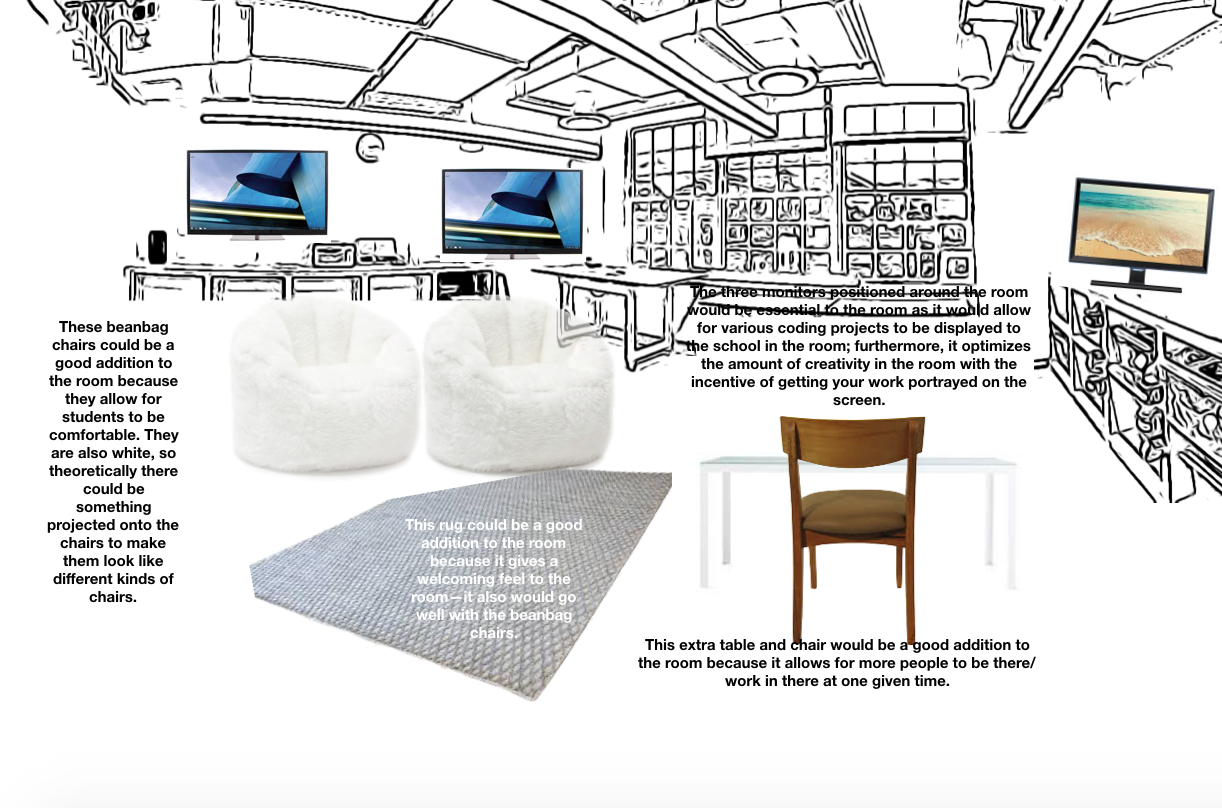 These beanbag
chairs could be a
good addition to
the room because
they allow for
students to be
comfortable. They
are also white, so
theoretically there
could be
something
projected onto the
chairs to make
them look like
different kinds of
chairs.
The three monitors positioned around the room
would be essential to the room as it would allow
for various coding projects to be displayed to
the school in the room; furthermore, it optimizes
the amount of creativity in the room with the
incentive of getting your work portrayed on the
screen.
This rug could be a good
addition to the room
because it gives a
welcoming feel to the
room—it also would go
well with the beanbag
chairs.
This extra table and chair would be a good addition to
the room because it allows for more people to be there/
work in there at one given time.